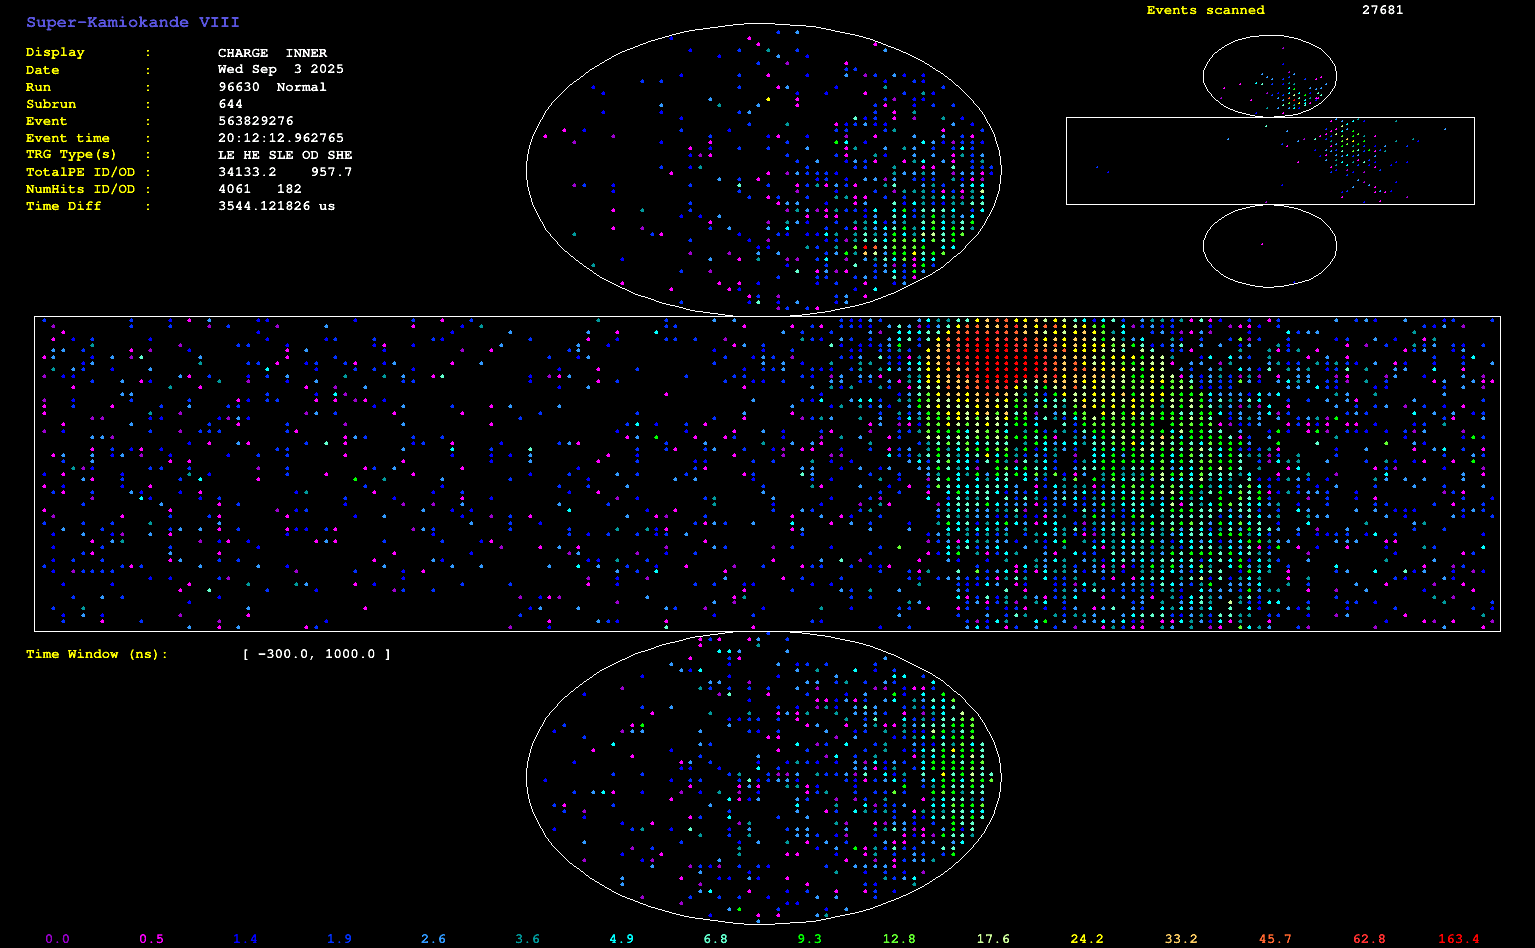 Super-Kamiokande VIII
Display : CHARGE INNER
Date : Wed Sep 3 2025
Run : 96630 Normal
Subrun : 644
Event : 563829276
Event time : 20:12:12.962765
TRG Type(s) : LE HE SLE OD SHE
TotalPE ID/OD : 34133.2 957.7
NumHits ID/OD : 4061 182
Time Diff : 3544.121826 us
Events scanned 27681
Time Window (ns): [ -300.0, 1000.0 ]
0.0 0.5 1.4 1.9 2.6 3.6 4.9 6.8 9.3 12.8 17.6 24.2 33.2 45.7 62.8 163.4